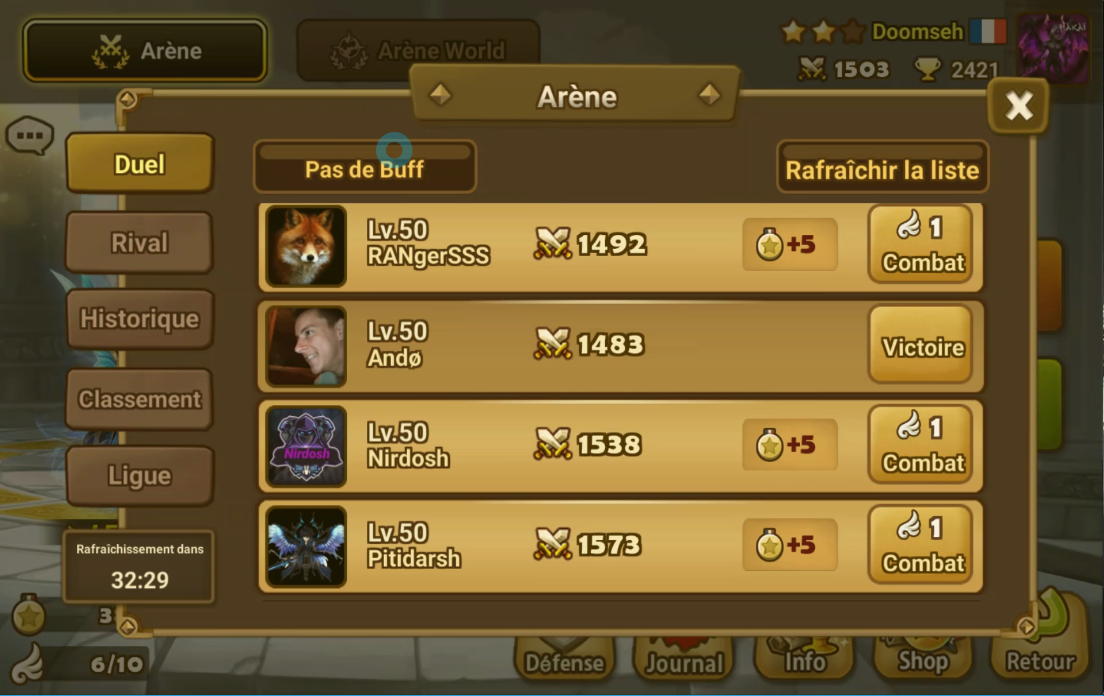 Arène
Arène World
Doomseh
1503
2421
Arène
Duel
Rival
Historique
Classement
Ligue
Rafraîchissement dans
32:29
Pas de Buff
Rafraîchir la liste
Lv.50
RANgerSSS
1492
+5
1
Combat
Lv.50
Andø
1483
Victoire
Lv.50
Nirdosh
Nirdosh
1538
+5
1
Combat
Lv.50
Pitidarsh
1573
+5
1
Combat
6/10
Défense
Journal
Info
Shop
Retour